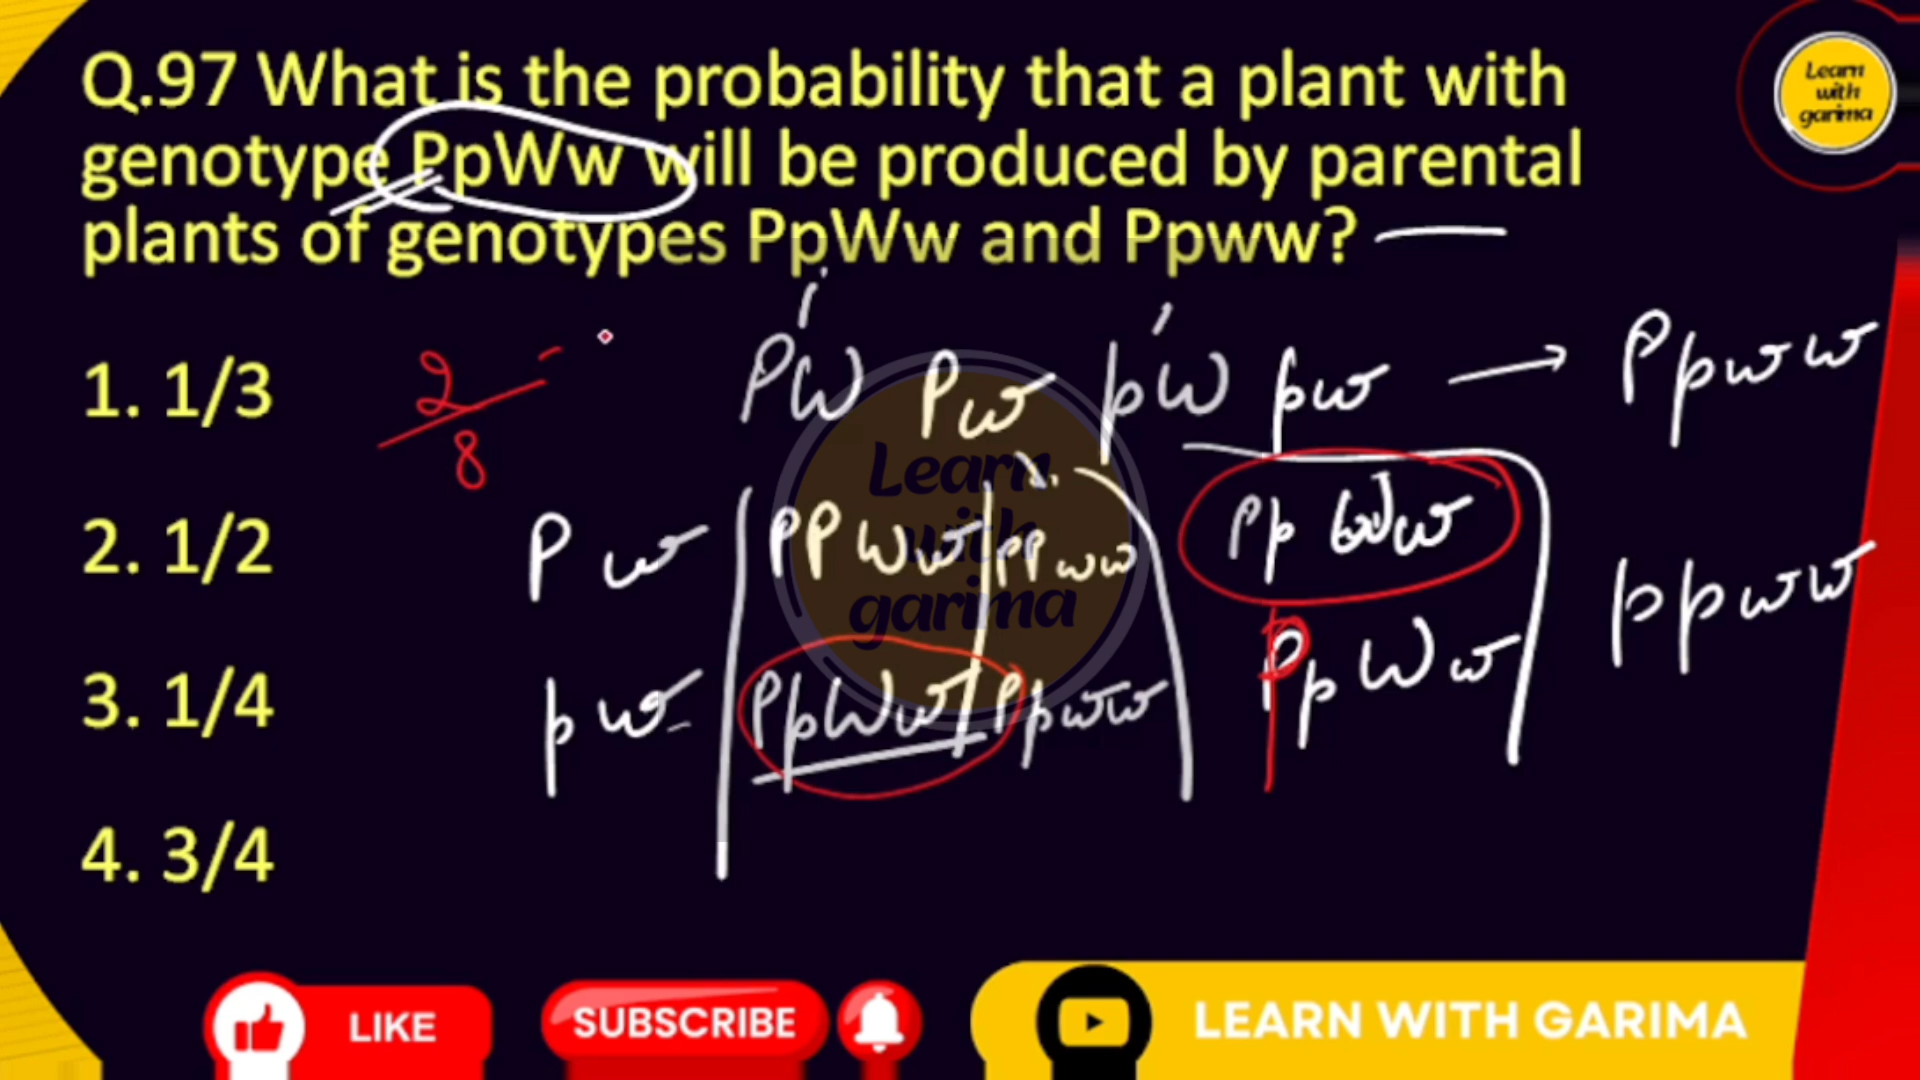 Q.97 What is the probability that a plant with
genotype PpWw will be produced by parental
plants of genotypes PpWw and Ppww?
Learn
with
garima
1. 1/3
2. 1/2
3. 1/4
4. 3/4
2/8
PW Pw pW pw → Ppww
Pw PPWw PPww PpWw ppww
pw PpWw Ppww PpWw
Learn
with
garima
LIKE
SUBSCRIBE
LEARN WITH GARIMA